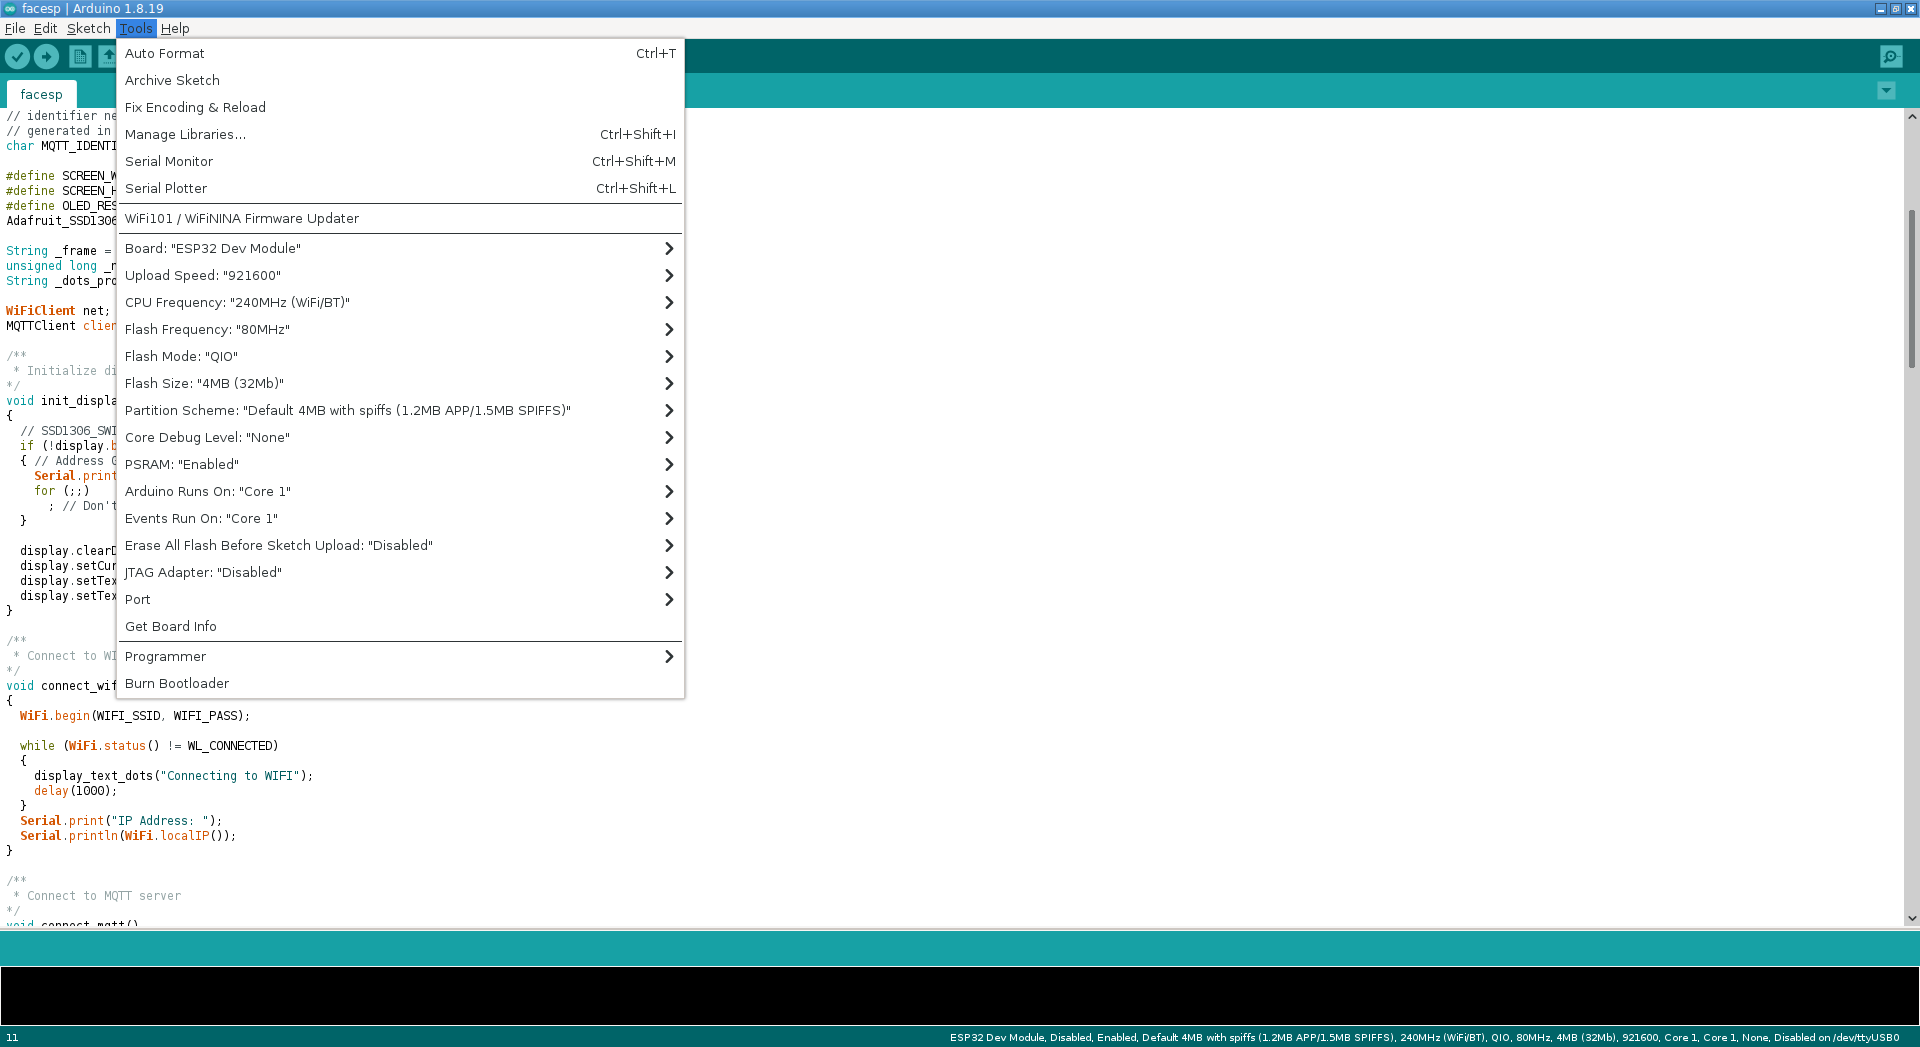 facesp | Arduino 1.8.19
File Edit Sketch Tools Help
facesp
// identifier ne
// generated in
char MQTT_IDENTI
#define SCREEN_W
#define SCREEN_H
#define OLED_RES
Adafruit_SSD1306
String _frame =
unsigned long _n
String _dots_pro
WiFiClient net;
MQTTClient clien
/**
* Initialize di
*/
void init_displa
{
// SSD1306_SWI
if (!display.b
{ // Address 0
Serial.print
for (;;)
; // Don't
}
display.clearD
display.setCur
display.setTex
display.setTex
}
/**
* Connect to WI
*/
void connect_wif
{
WiFi.begin(WIFI_SSID, WIFI_PASS);
while (WiFi.status() != WL_CONNECTED)
{
display_text_dots("Connecting to WIFI");
delay(1000);
}
Serial.print("IP Address: ");
Serial.println(WiFi.localIP());
}
/**
* Connect to MQTT server
*/
void connect_mqtt()
Auto Format Ctrl+T
Archive Sketch
Fix Encoding & Reload
Manage Libraries... Ctrl+Shift+I
Serial Monitor Ctrl+Shift+M
Serial Plotter Ctrl+Shift+L
WiFi101 / WiFiNINA Firmware Updater
Board: "ESP32 Dev Module"
Upload Speed: "921600"
CPU Frequency: "240MHz (WiFi/BT)"
Flash Frequency: "80MHz"
Flash Mode: "QIO"
Flash Size: "4MB (32Mb)"
Partition Scheme: "Default 4MB with spiffs (1.2MB APP/1.5MB SPIFFS)"
Core Debug Level: "None"
PSRAM: "Enabled"
Arduino Runs On: "Core 1"
Events Run On: "Core 1"
Erase All Flash Before Sketch Upload: "Disabled"
JTAG Adapter: "Disabled"
Port
Get Board Info
Programmer
Burn Bootloader
11
ESP32 Dev Module, Disabled, Enabled, Default 4MB with spiffs (1.2MB APP/1.5MB SPIFFS), 240MHz (WiFi/BT), QIO, 80MHz, 4MB (32Mb), 921600, Core 1, Core 1, None, Disabled on /dev/ttyUSB0